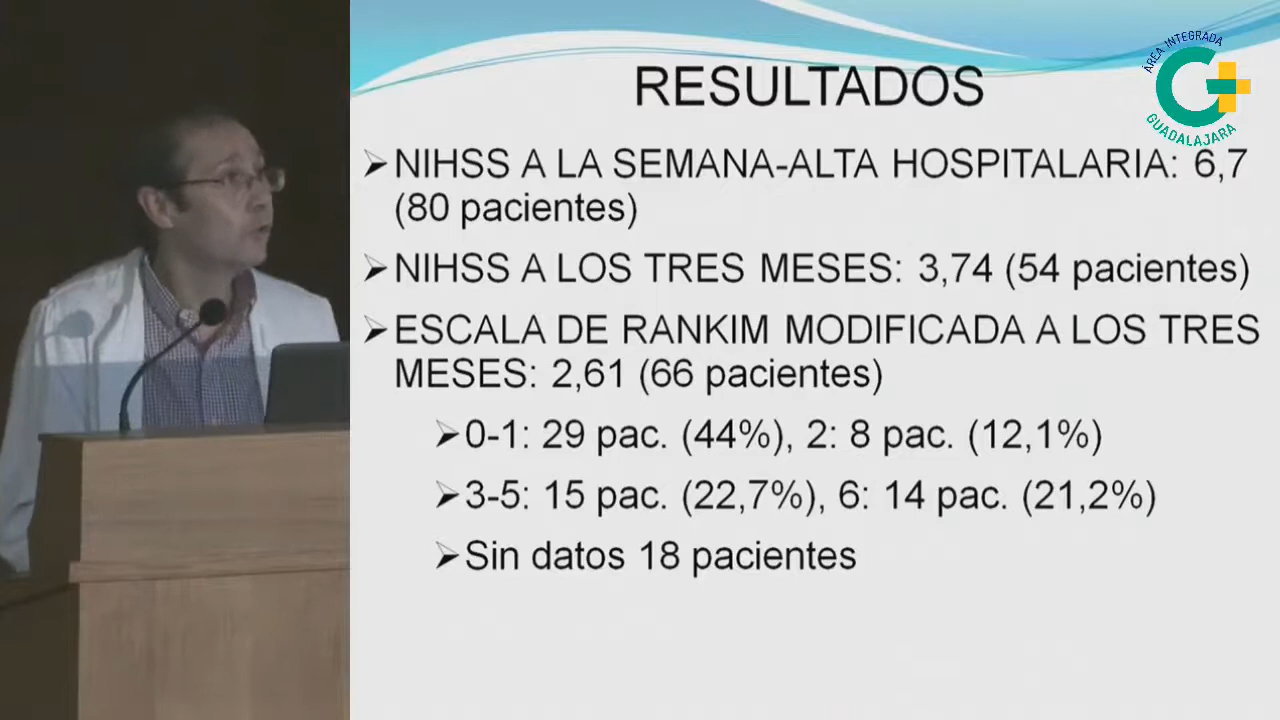 RESULTADOS
ÁREA INTEGRADA
GUADALAJARA
➢NIHSS A LA SEMANA-ALTA HOSPITALARIA: 6,7
(80 pacientes)
➢NIHSS A LOS TRES MESES: 3,74 (54 pacientes)
➢ESCALA DE RANKIM MODIFICADA A LOS TRES
MESES: 2,61 (66 pacientes)
➢0-1: 29 pac. (44%), 2: 8 pac. (12,1%)
➢3-5: 15 pac. (22,7%), 6: 14 pac. (21,2%)
➢Sin datos 18 pacientes